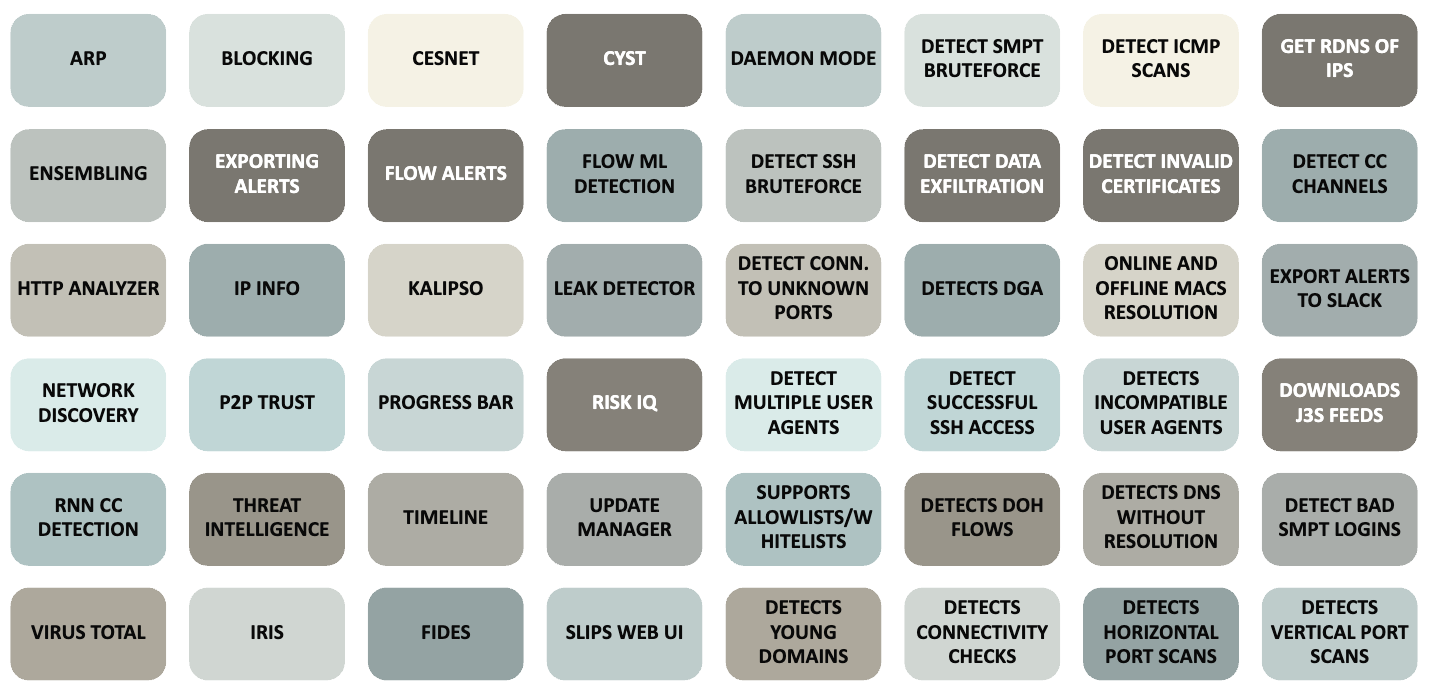 ARP
BLOCKING
CESNET
CYST
DAEMON MODE
DETECT SMPT
BRUTEFORCE
DETECT ICMP
SCANS
GET RDNS OF
IPS
ENSEMBLING
EXPORTING
ALERTS
FLOW ALERTS
FLOW ML
DETECTION
DETECT SSH
BRUTEFORCE
DETECT DATA
EXFILTRATION
DETECT INVALID
CERTIFICATES
DETECT CC
CHANNELS
HTTP ANALYZER
IP INFO
KALIPSO
LEAK DETECTOR
DETECT CONN.
TO UNKNOWN
PORTS
DETECTS DGA
ONLINE AND
OFFLINE MACS
RESOLUTION
EXPORT ALERTS
TO SLACK
NETWORK
DISCOVERY
P2P TRUST
PROGRESS BAR
RISK IQ
DETECT
MULTIPLE USER
AGENTS
DETECT
SUCCESSFUL
SSH ACCESS
DETECTS
INCOMPATIBLE
USER AGENTS
DOWNLOADS
J3S FEEDS
RNN CC
DETECTION
THREAT
INTELLIGENCE
TIMELINE
UPDATE
MANAGER
SUPPORTS
ALLOWLISTS/W
HITELISTS
DETECTS DOH
FLOWS
DETECTS DNS
WITHOUT
RESOLUTION
DETECT BAD
SMPT LOGINS
VIRUS TOTAL
IRIS
FIDES
SLIPS WEB UI
DETECTS
YOUNG
DOMAINS
DETECTS
CONNECTIVITY
CHECKS
DETECTS
HORIZONTAL
PORT SCANS
DETECTS
VERTICAL PORT
SCANS